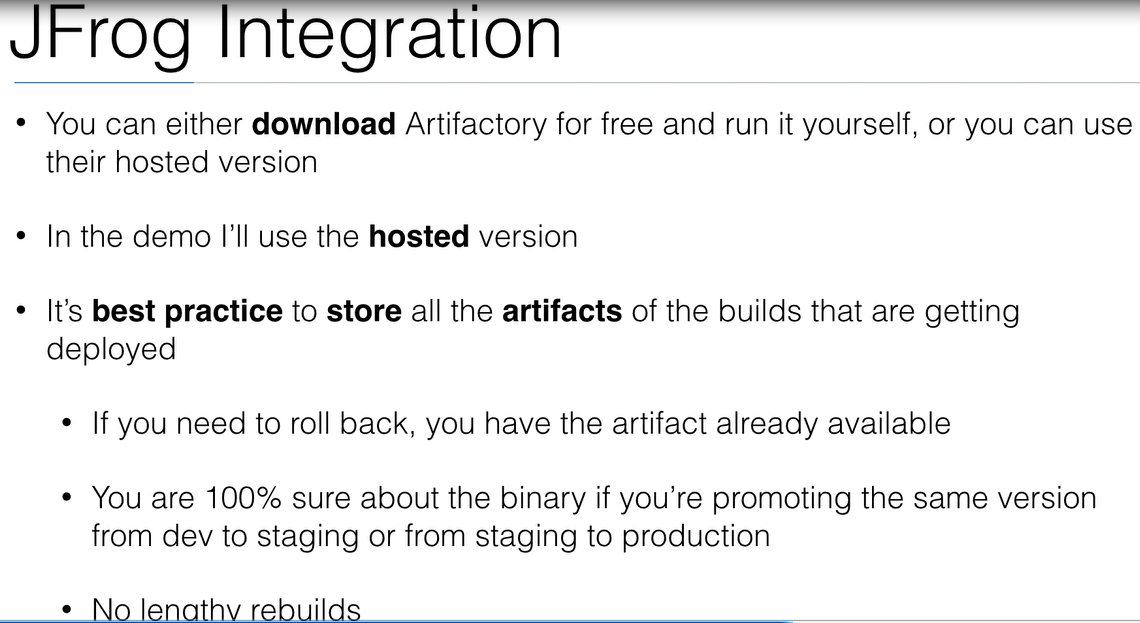 JFrog Integration
• You can either download Artifactory for free and run it yourself, or you can use
their hosted version
• In the demo I’ll use the hosted version
• It’s best practice to store all the artifacts of the builds that are getting
deployed
• If you need to roll back, you have the artifact already available
• You are 100% sure about the binary if you’re promoting the same version
from dev to staging or from staging to production
• No lengthy rebuilds